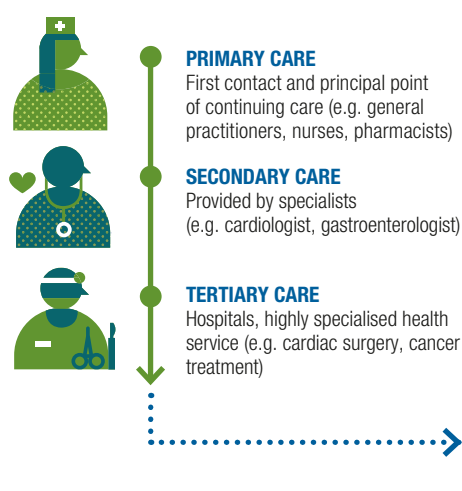 PRIMARY CARE
First contact and principal point
of continuing care (e.g. general
practitioners, nurses, pharmacists)
SECONDARY CARE
Provided by specialists
(e.g. cardiologist, gastroenterologist)
TERTIARY CARE
Hospitals, highly specialised health
service (e.g. cardiac surgery, cancer
treatment)